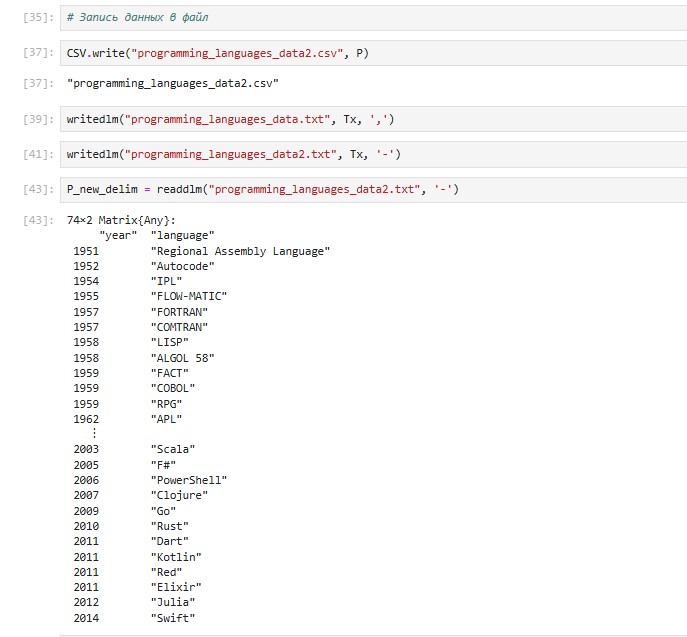 [35]: # Запись данных в файл
[37]: CSV.write("programming_languages_data2.csv", P)
[37]: "programming_languages_data2.csv"
[39]: writedlm("programming_languages_data.txt", Tx, ',')
[41]: writedlm("programming_languages_data2.txt", Tx, '-')
[43]: P_new_delim = readdlm("programming_languages_data2.txt", '-')
[43]: 74×2 Matrix{Any}:
"year" "language"
1951 "Regional Assembly Language"
1952 "Autocode"
1954 "IPL"
1955 "FLOW-MATIC"
1957 "FORTRAN"
1957 "COMTRAN"
1958 "LISP"
1958 "ALGOL 58"
1959 "FACT"
1959 "COBOL"
1959 "RPG"
1962 "APL"
⋮
2003 "Scala"
2005 "F#"
2006 "PowerShell"
2007 "Clojure"
2009 "Go"
2010 "Rust"
2011 "Dart"
2011 "Kotlin"
2011 "Red"
2011 "Elixir"
2012 "Julia"
2014 "Swift"